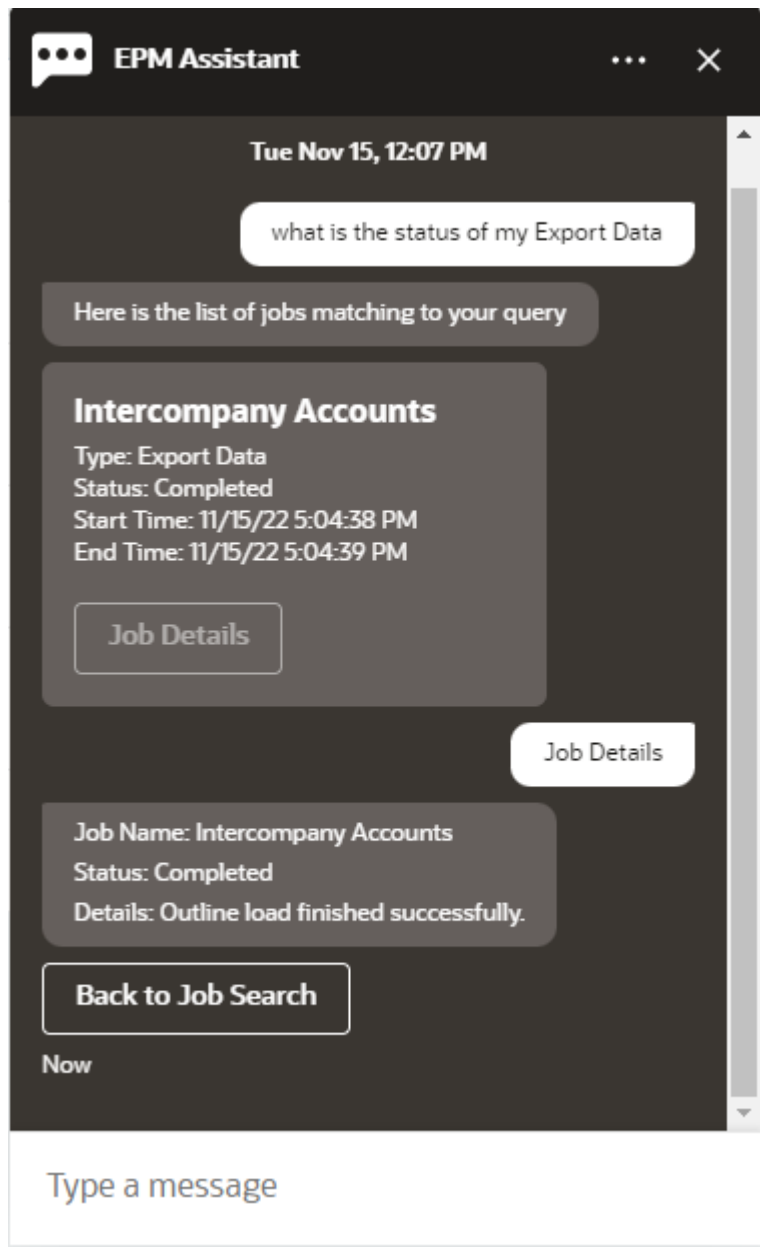 EPM Assistant
Tue Nov 15, 12:07 PM
what is the status of my Export Data
Here is the list of jobs matching to your query
Intercompany Accounts
Type: Export Data
Status: Completed
Start Time: 11/15/22 5:04:38 PM
End Time: 11/15/22 5:04:39 PM
Job Details
Job Details
Job Name: Intercompany Accounts
Status: Completed
Details: Outline load finished successfully.
Back to Job Search
Now
Type a message